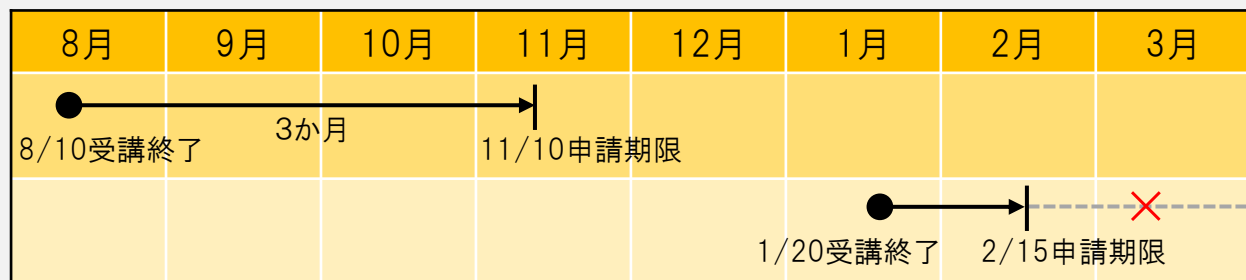 8月 9月 10月 11月 12月 1月 2月 3月
3か月
8/10受講終了 11/10申請期限
1/20受講終了 2/15申請期限